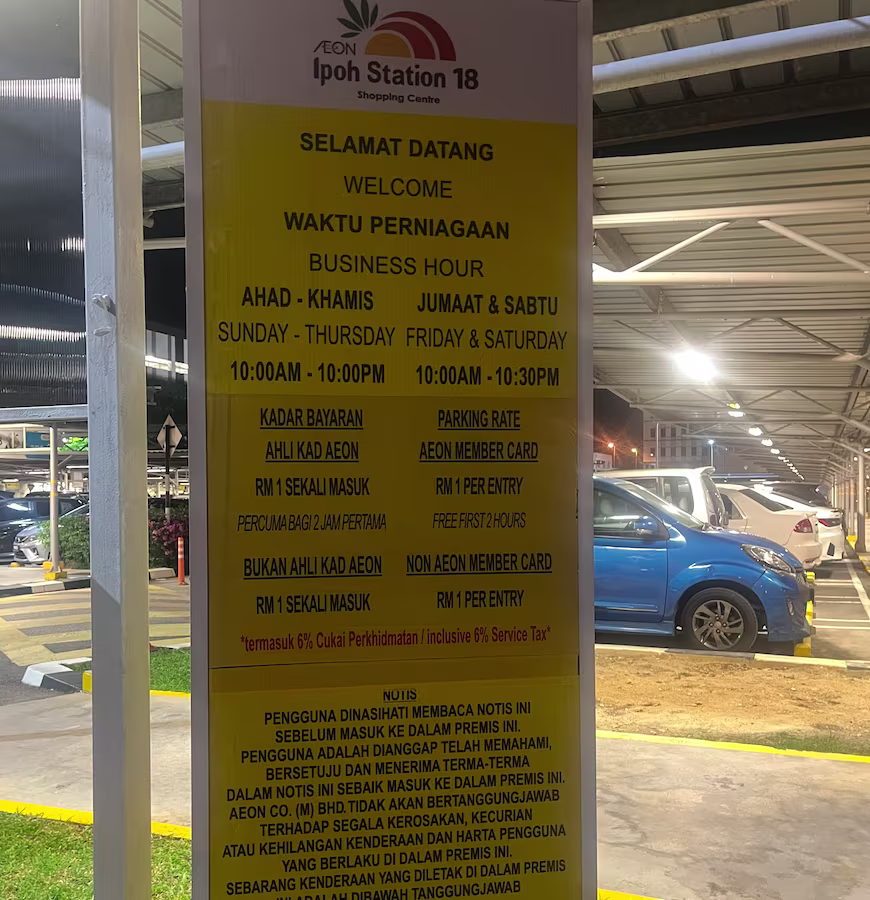 ÆON
Ipoh Station 18
Shopping Centre
SELAMAT DATANG
WELCOME
WAKTU PERNIAGAAN
BUSINESS HOUR
AHAD - KHAMIS JUMAAT & SABTU
SUNDAY - THURSDAY FRIDAY & SATURDAY
10:00AM - 10:00PM 10:00AM - 10:30PM
KADAR BAYARAN PARKING RATE
AHLI KAD AEON AEON MEMBER CARD
RM 1 SEKALI MASUK RM 1 PER ENTRY
PERCUMA BAGI 2 JAM PERTAMA FREE FIRST 2 HOURS
BUKAN AHLI KAD AEON NON AEON MEMBER CARD
RM 1 SEKALI MASUK RM 1 PER ENTRY
*termasuk 6% Cukai Perkhidmatan / inclusive 6% Service Tax*
NOTIS
PENGGUNA DINASIHATI MEMBACA NOTIS INI
SEBELUM MASUK KE DALAM PREMIS INI.
PENGGUNA ADALAH DIANGGAP TELAH MEMAHAMI,
BERSETUJU DAN MENERIMA TERMA-TERMA
DALAM NOTIS INI SEBAIK MASUK KE DALAM PREMIS INI.
AEON CO. (M) BHD. TIDAK AKAN BERTANGGUNGJAWAB
TERHADAP SEGALA KEROSAKAN, KECURIAN
ATAU KEHILANGAN KENDERAAN DAN HARTA PENGGUNA
YANG BERLAKU DI DALAM PREMIS INI.
SEBARANG KENDERAAN YANG DILETAK DI DALAM PREMIS
INI ADALAH DIBAWAH TANGGUNGJAWAB